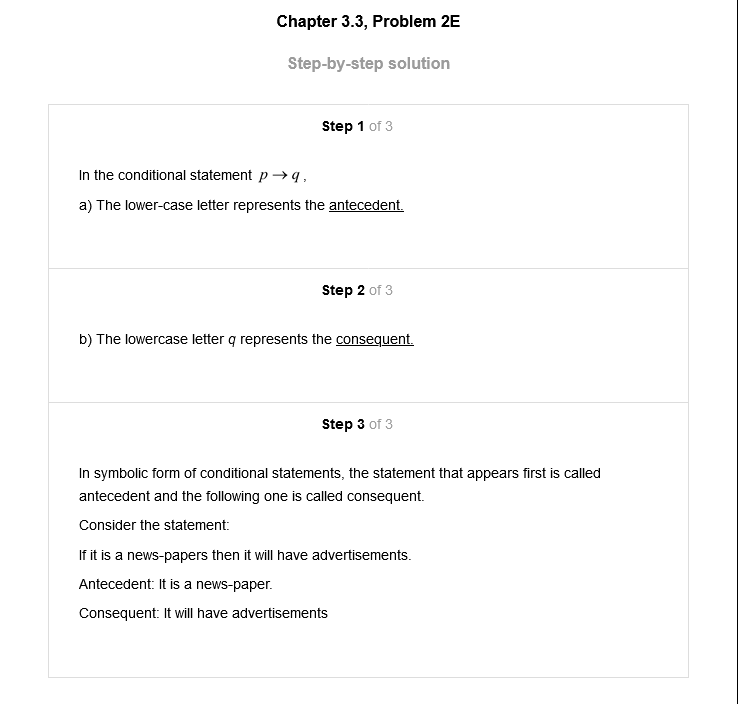 Chapter 3.3, Problem 2E
Step-by-step solution
Step 1 of 3
In the conditional statement p → q ,
a) The lower-case letter represents the antecedent.
Step 2 of 3
b) The lowercase letter q represents the consequent.
Step 3 of 3
In symbolic form of conditional statements, the statement that appears first is called
antecedent and the following one is called consequent.
Consider the statement:
If it is a news-papers then it will have advertisements.
Antecedent: It is a news-paper.
Consequent: It will have advertisements